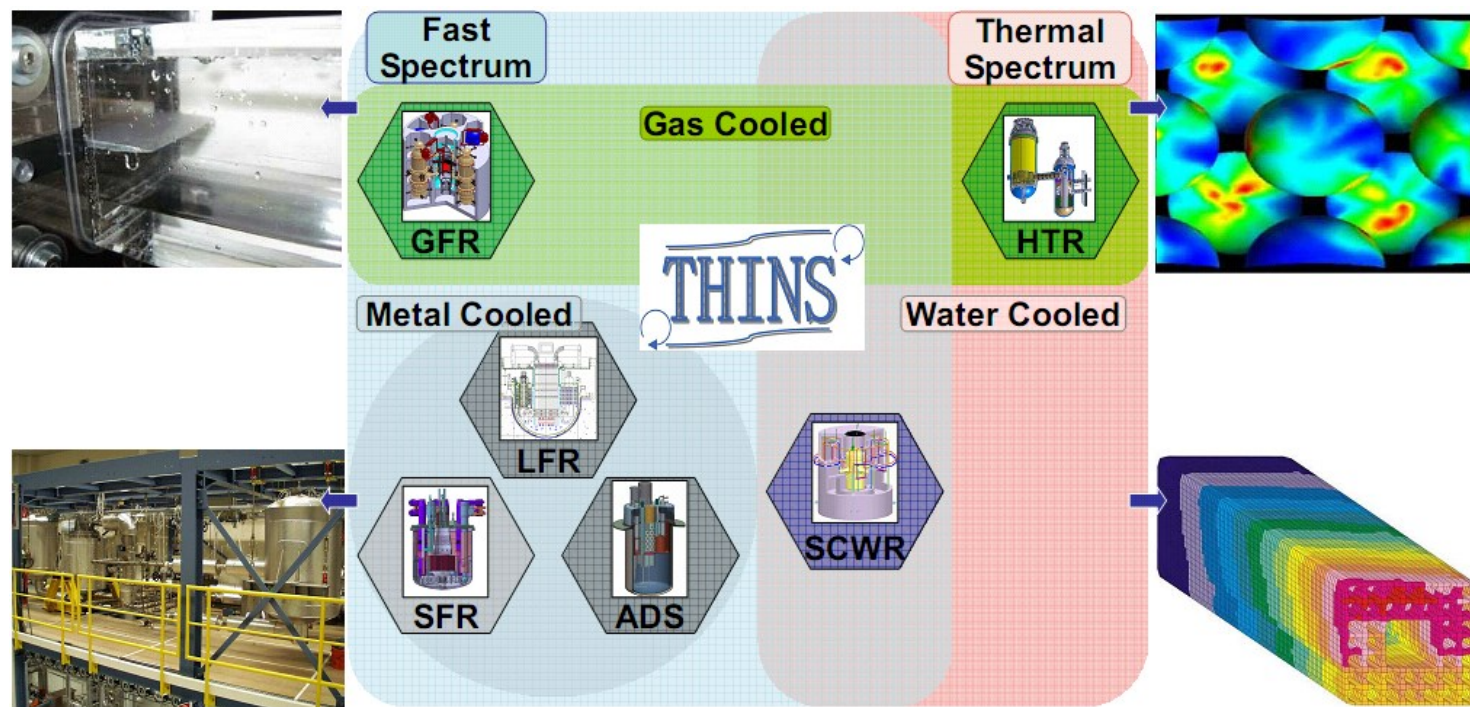 Fast
Spectrum
Thermal
Spectrum
Gas Cooled
GFR
HTR
THINS
Metal Cooled
Water Cooled
LFR
SCWR
SFR
ADS